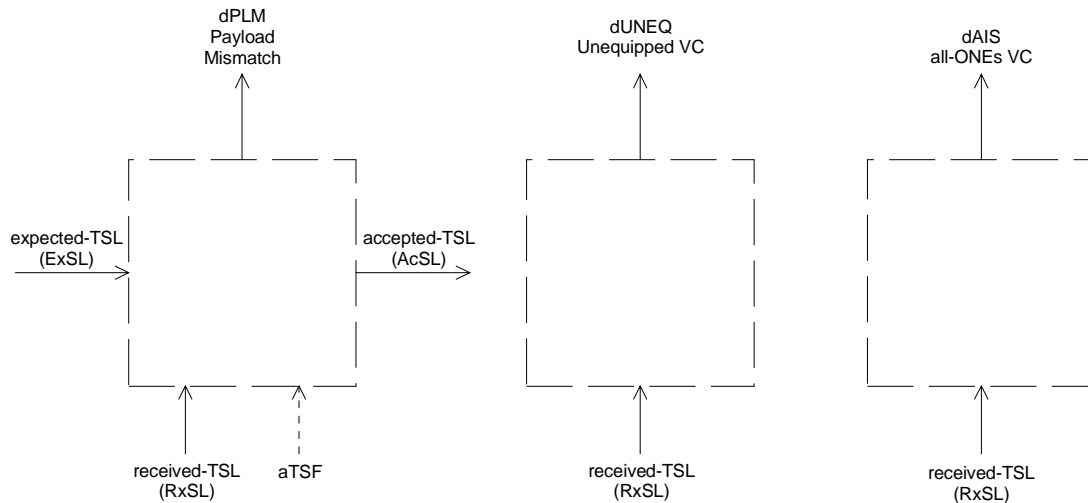 dPLM
Payload
Mismatch
dUNEQ
Unequipped VC
dAIS
all-ONEs VC
expected-TSL
(ExSL)
accepted-TSL
(AcSL)
received-TSL
(RxSL)
aTSF
received-TSL
(RxSL)
received-TSL
(RxSL)